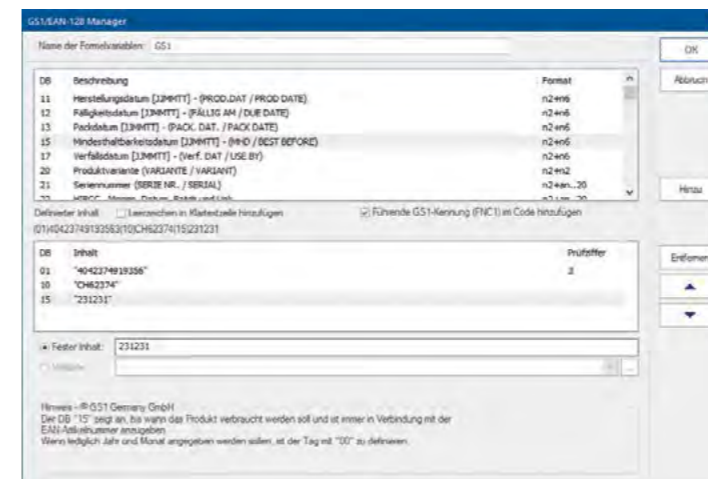 GS1/EAN-128 Manager
Name der Formelvariablen: GS1
OK
DB Beschreibung Format
Abbruch
11 Herstellungsdatum [JJMMTT] - (PROD.DAT / PROD DATE) n2+n6
12 Fälligkeitsdatum [JJMMTT] - (FÄLLIG AM / DUE DATE) n2+n6
13 Packdatum [JJMMTT] - (PACK. DAT. / PACK DATE) n2+n6
15 Mindesthaltbarkeitsdatum [JJMMTT] - (MHD / BEST BEFORE) n2+n6
17 Verfallsdatum [JJMMTT] - (Verf. DAT / USE BY) n2+n6
20 Produktvariante (VARIANTE / VARIANT) n2+n2
21 Seriennummer (SERIE NR. / SERIAL) n2+an..20
Hinzu
Definierter Inhalt Leerzeichen in Klartextzeile hinzufügen Führende GS1-Kennung (FNC1) im Code hinzufügen
(01)40423749193563(10)CH62374(15)231231
DB Inhalt Prüfziffer
Entfernen
01 "4042374919356" 3
10 "CH62374"
15 "231231"
Fester Inhalt: 231231
...
Hinweis - © GS1 Germany GmbH
Der DB "15" zeigt an, bis wann das Produkt verbraucht werden soll und ist immer in Verbindung mit der
EAN-Artikelnummer anzugeben.
Wenn lediglich Jahr und Monat angegeben werden sollen, ist der Tag mit "00" zu definieren.